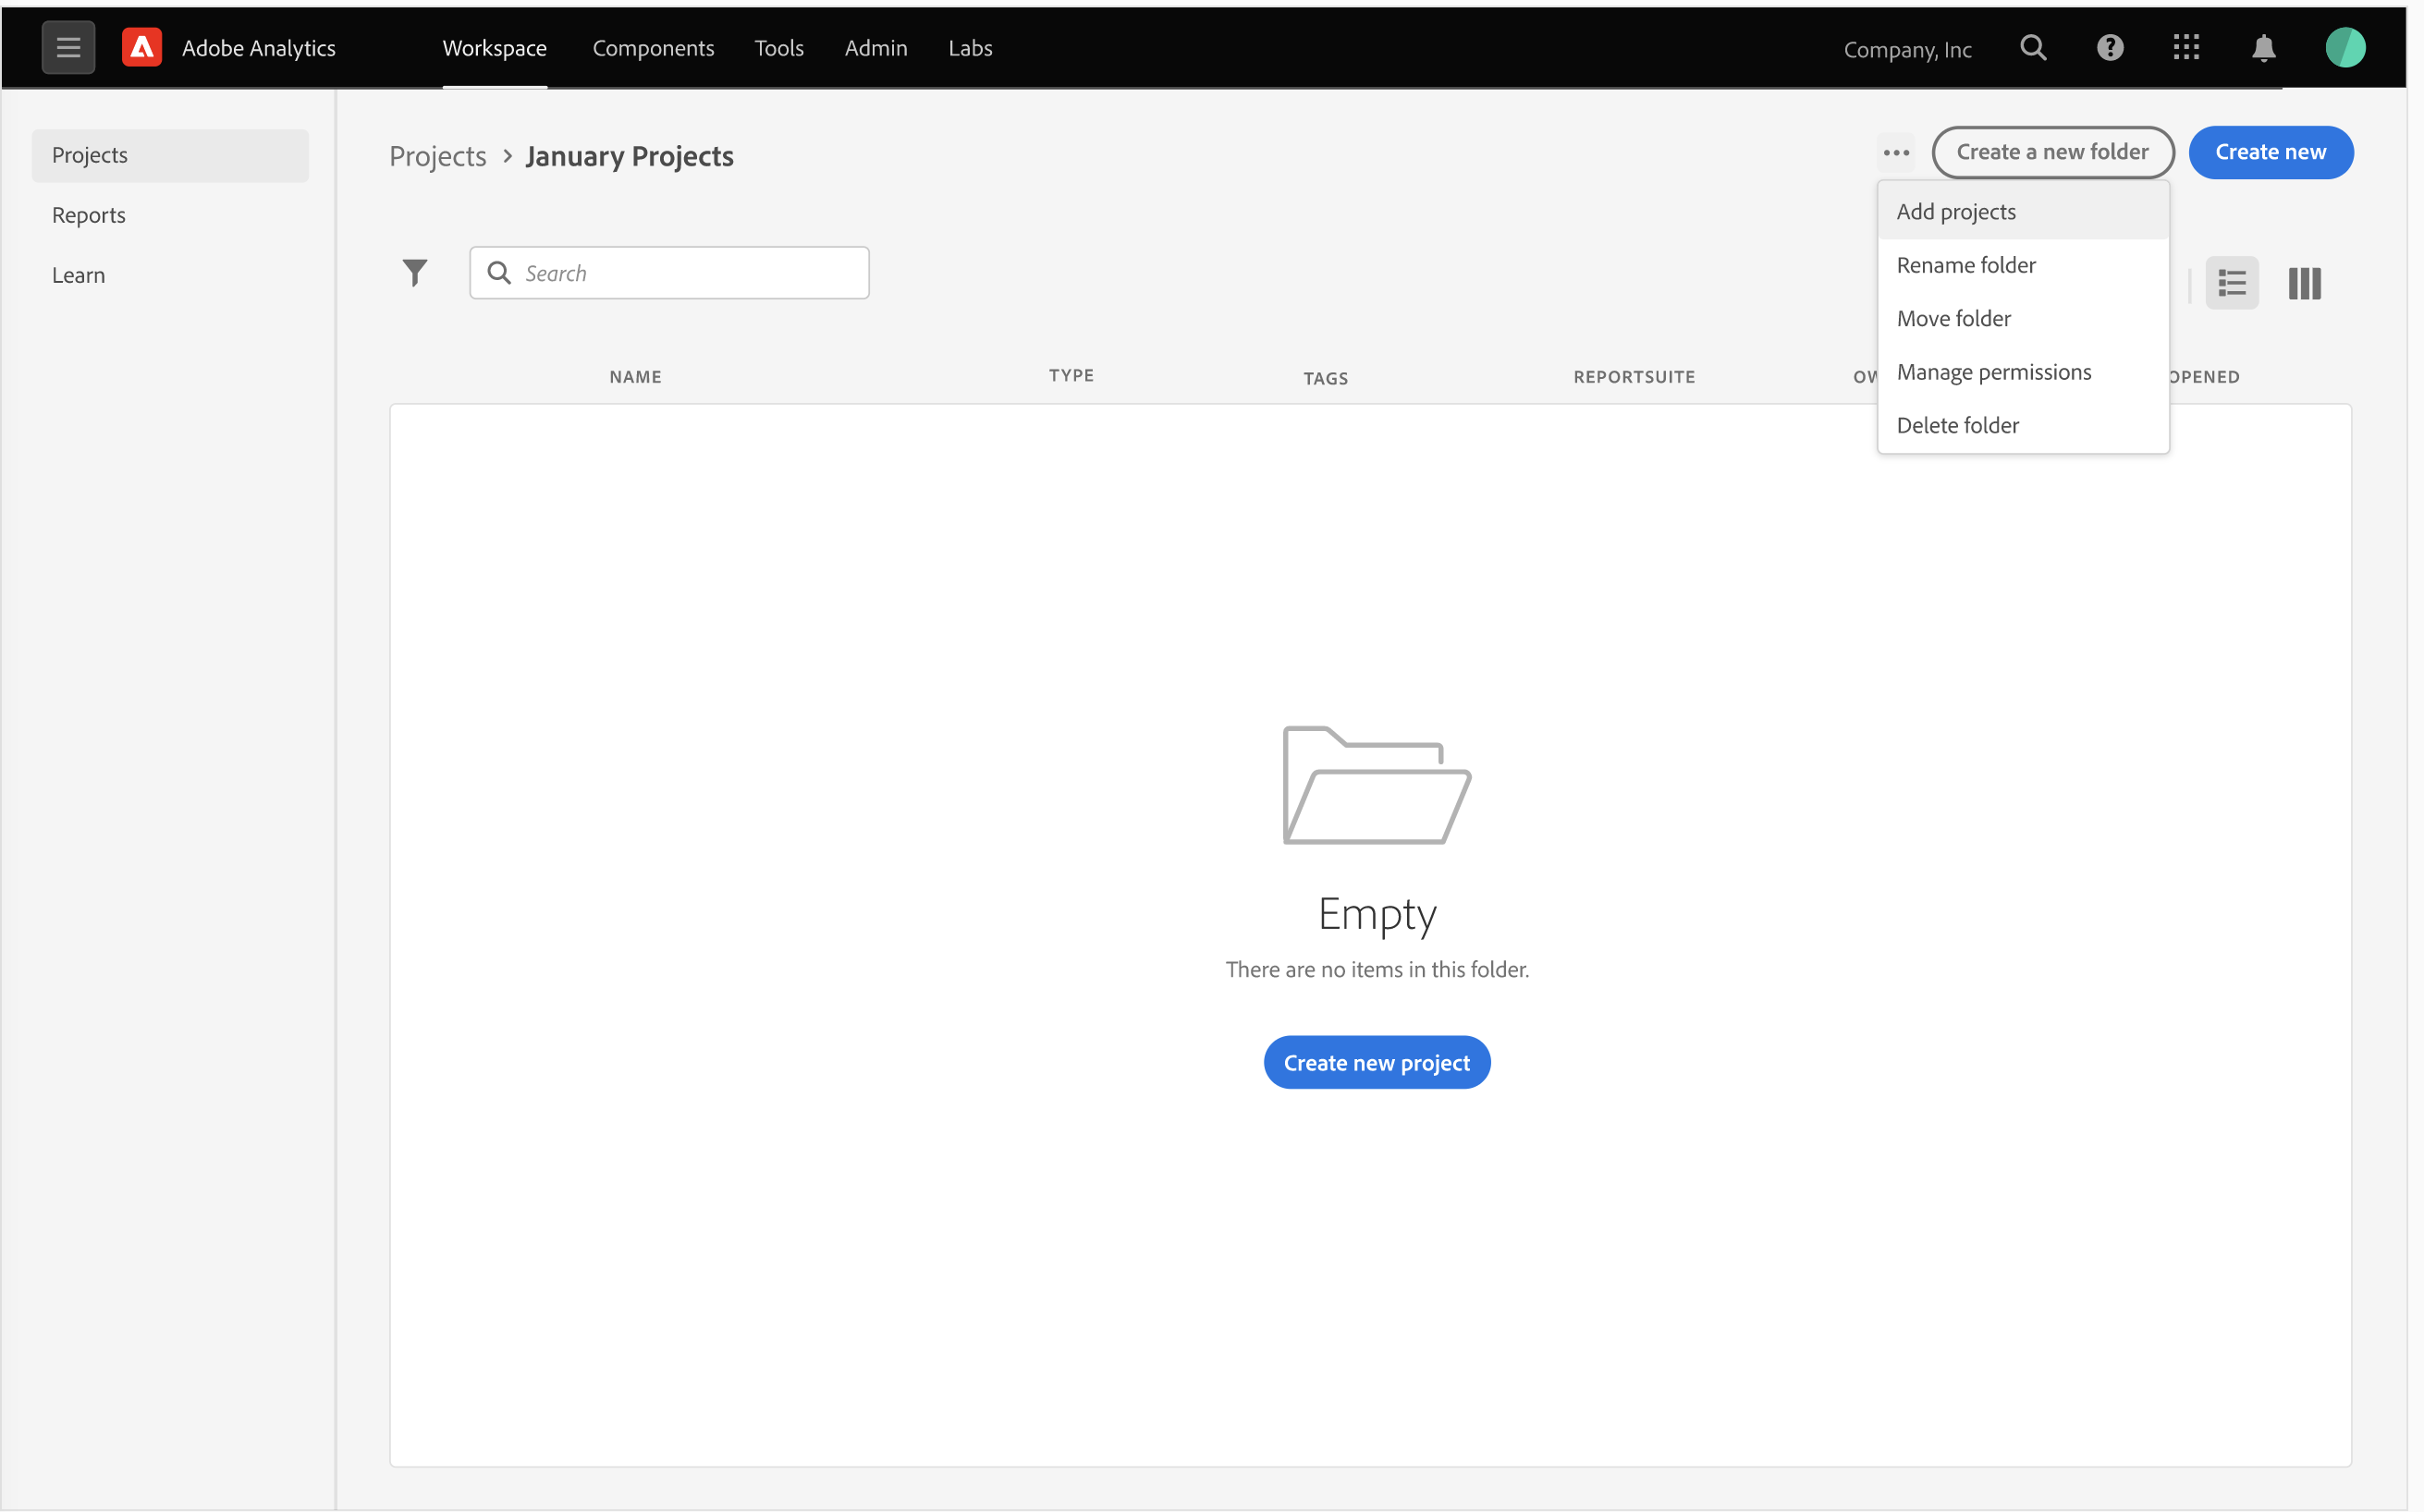 Adobe Analytics Workspace Components Tools Admin Labs Company, Inc
Projects
Reports
Learn
Projects > January Projects
Create a new folder
Create new
Add projects
Rename folder
Move folder
Manage permissions
Delete folder
Search
NAME TYPE TAGS REPORTSUITE OPENED
Empty
There are no items in this folder.
Create new project